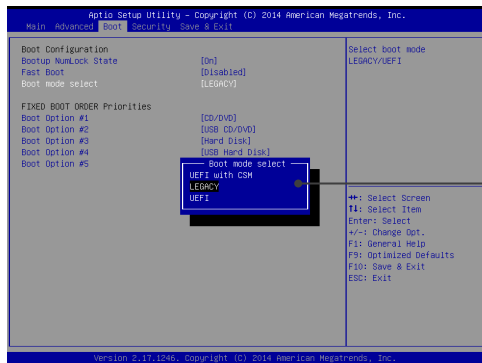 Aptio Setup Utility – Copyright (C) 2014 American Megatrends, Inc.
Main Advanced Boot Security Save & Exit
Boot Configuration
Bootup NumLock State [On]
Fast Boot [Disabled]
Boot mode select [LEGACY]
FIXED BOOT ORDER Priorities
Boot Option #1 [CD/DVD]
Boot Option #2 [USB CD/DVD]
Boot Option #3 [Hard Disk]
Boot Option #4 [USB Hard Disk]
Boot Option #5
Boot mode select
UEFI with CSM
LEGACY
UEFI
Select boot mode
LEGACY/UEFI
→←: Select Screen
↑↓: Select Item
Enter: Select
+/-: Change Opt.
F1: General Help
F9: Optimized Defaults
F10: Save & Exit
ESC: Exit
Version 2.17.1246. Copyright (C) 2014 American Megatrends, Inc.